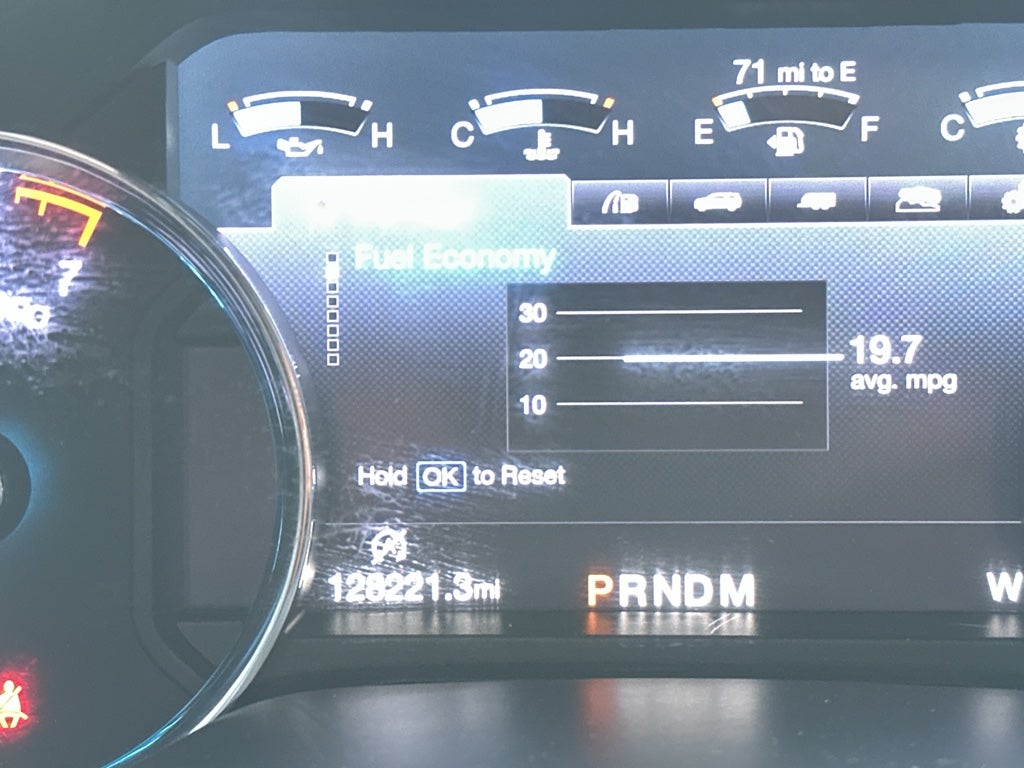 71 mi to E
L H C H E F C
7
Fuel Economy
30
20
10
19.7
avg. mpg
Hold OK to Reset
128221.3mi
PRNDM
W